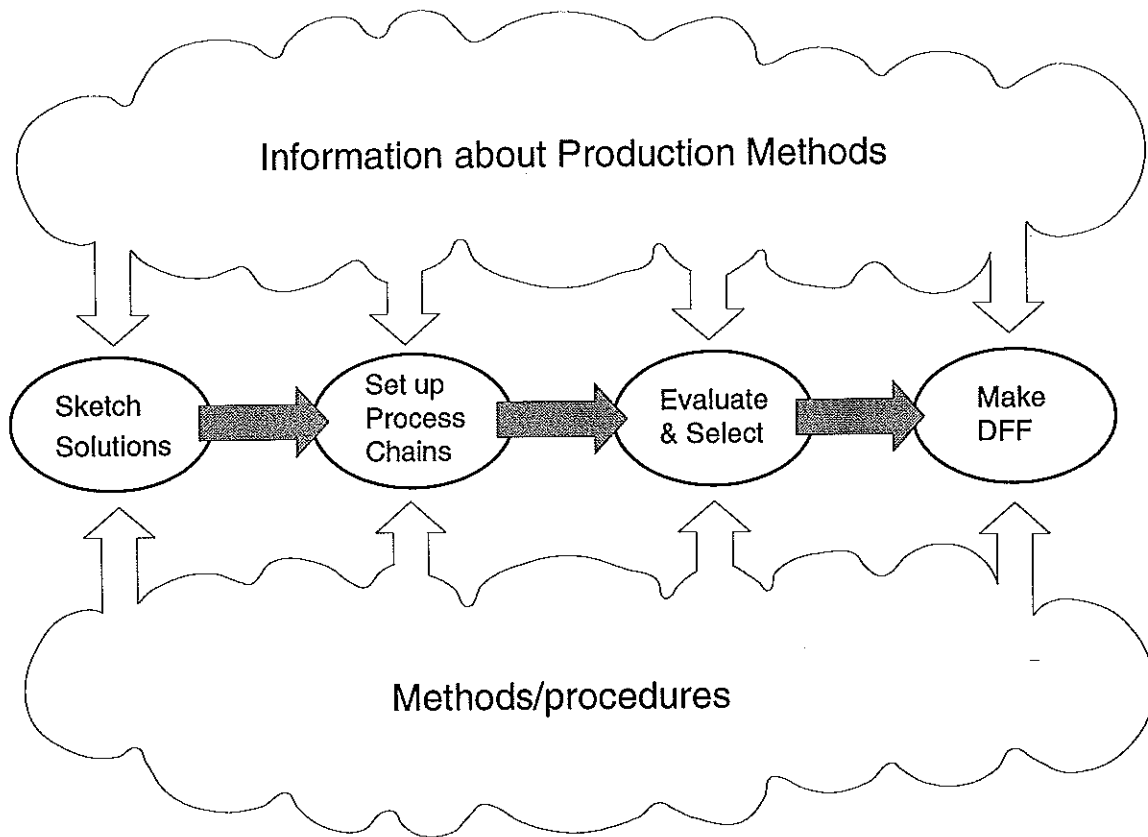 Information about Production Methods
Sketch
Solutions
Set up
Process
Chains
Evaluate
& Select
Make
DFF
Methods/procedures